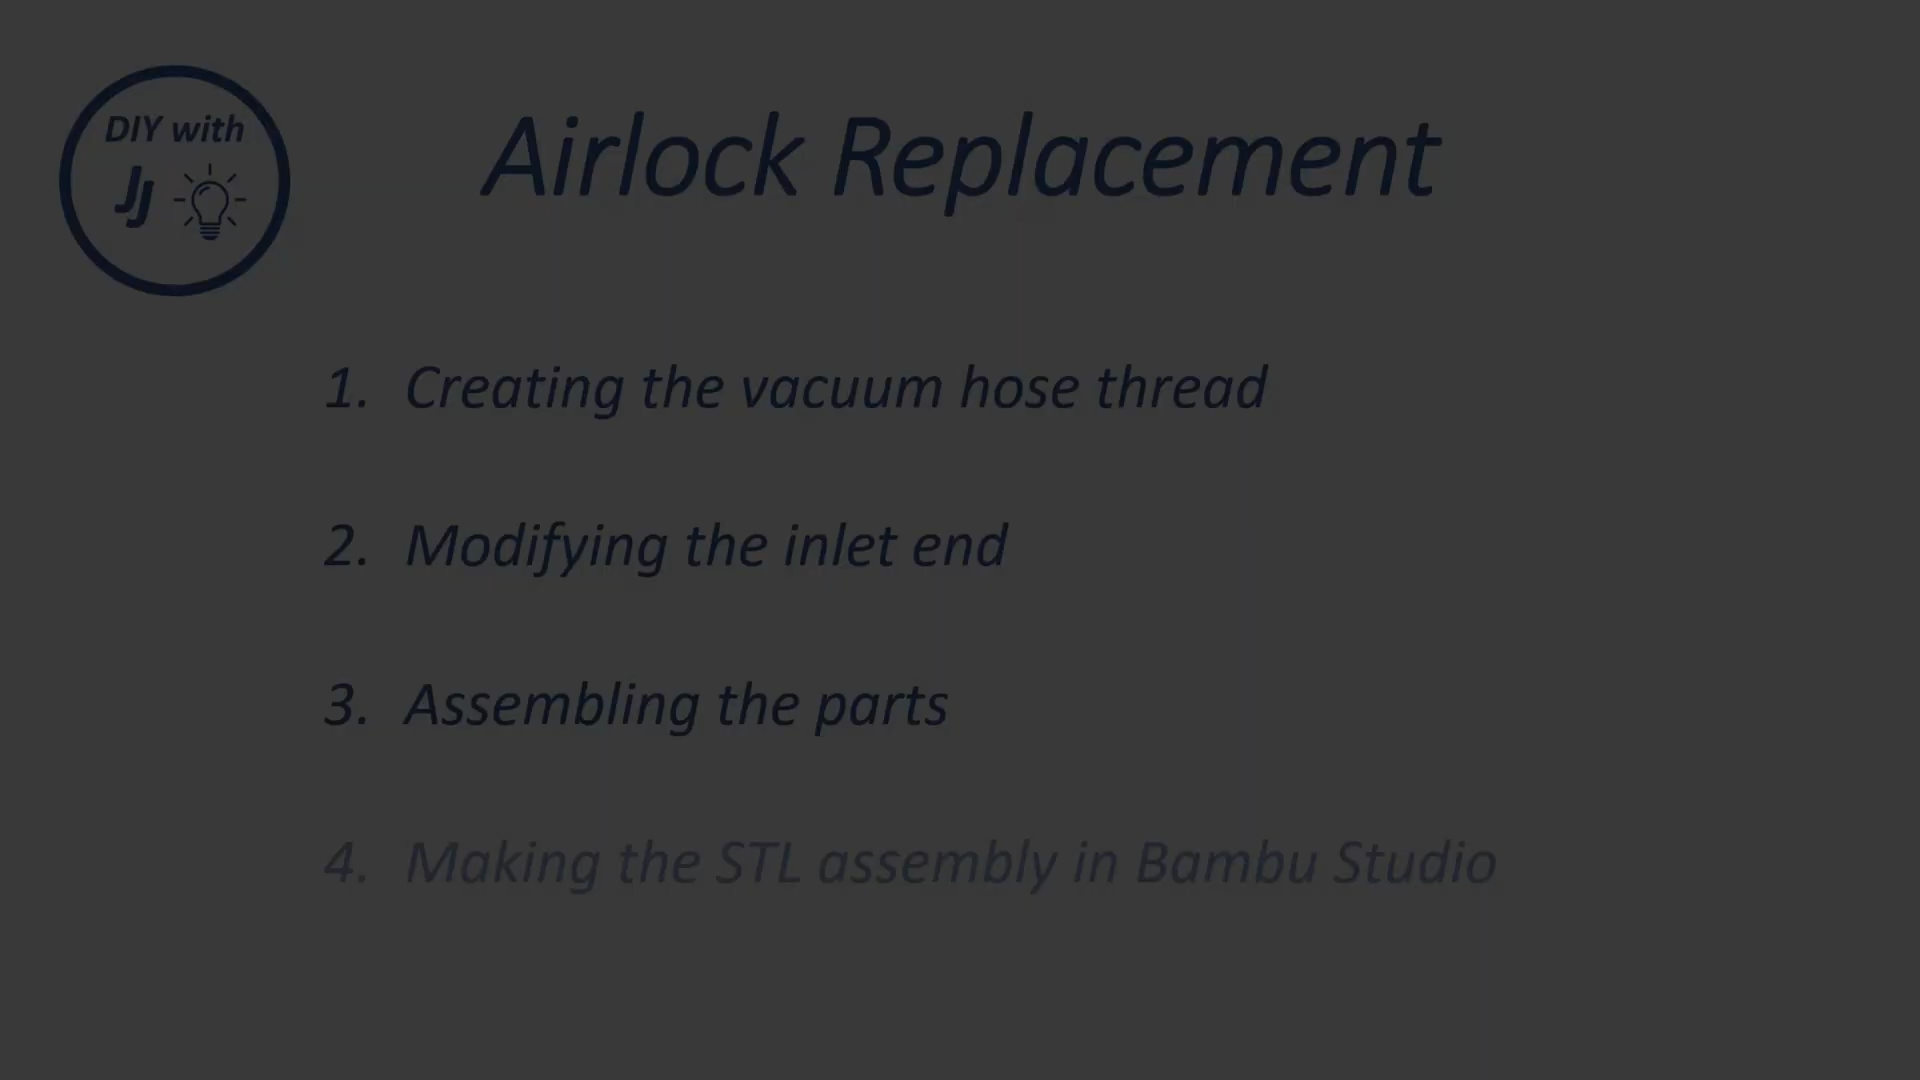 DIY with
JJ
Airlock Replacement
1. Creating the vacuum hose thread
2. Modifying the inlet end
3. Assembling the parts
4. Making the STL assembly in Bambu Studio